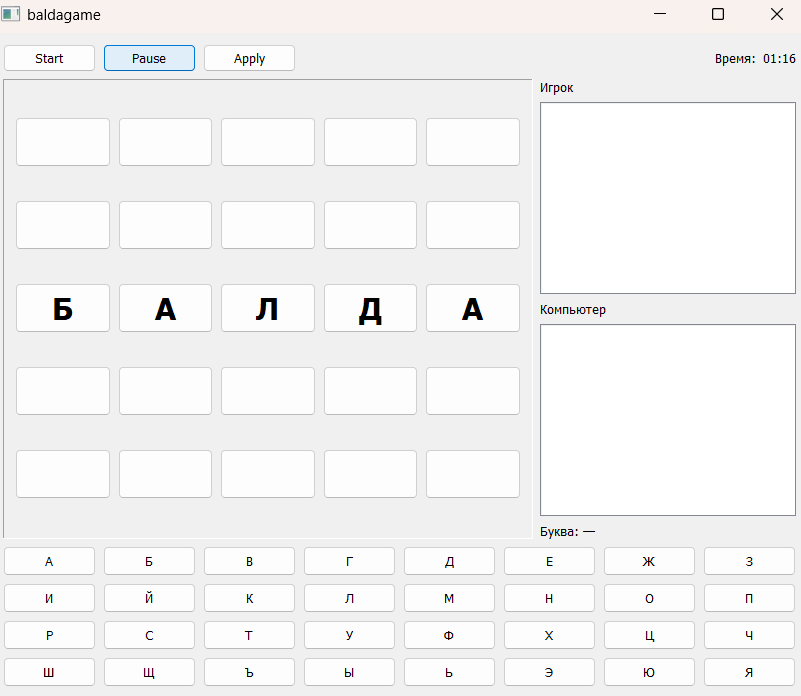 baldagame
Start Pause Apply Время: 01:16
Игрок
Б А Л Д А
Компьютер
Буква: —
А Б В Г Д Е Ж З
И Й К Л М Н О П
Р С Т У Ф Х Ц Ч
Ш Щ Ъ Ы Ь Э Ю Я